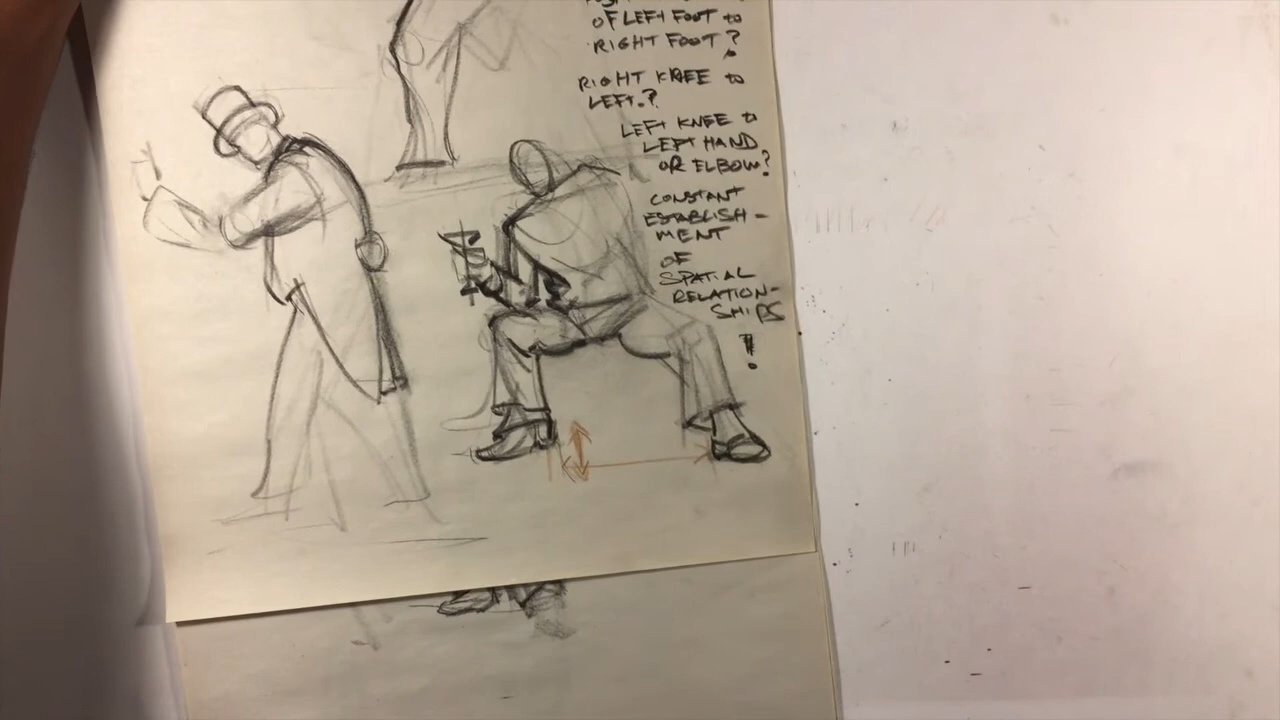 OF LEFT FOOT to
RIGHT FOOT?
RIGHT KNEE to
LEFT.?
LEFT KNEE to
LEFT HAND
OR ELBOW?
CONSTANT
ESTABLISH-
MENT
OF
SPATIAL
RELATION-
SHIPS
!